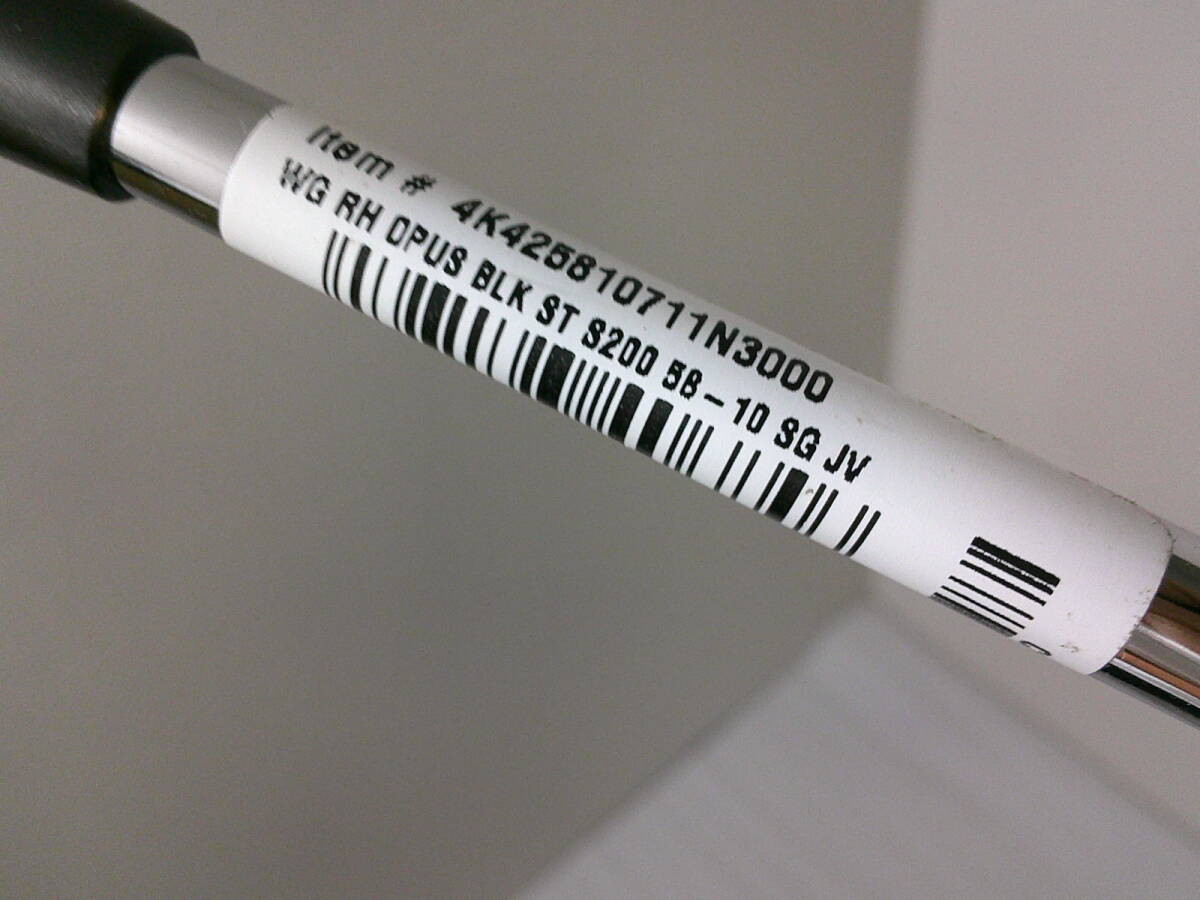 Item # 4K425810711N3000
WG RH OPUS BLK ST S200 58-10 SG JV